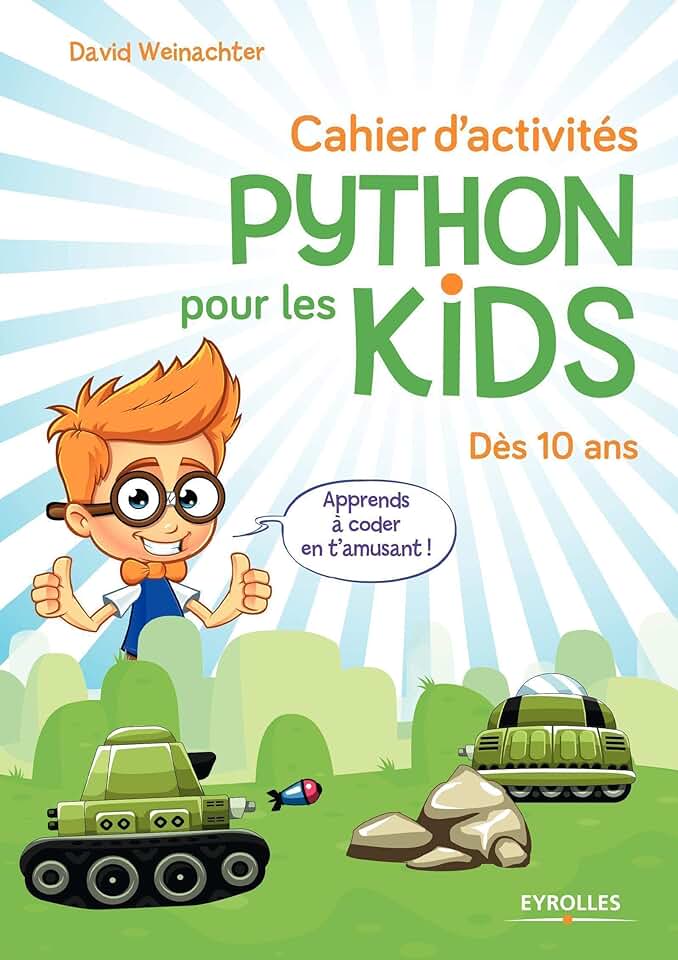 David Weinachter
Cahier d'activités
PYTHON
pour les KiDS
Dès 10 ans
Apprends
à coder
en t'amusant !
EYROLLES